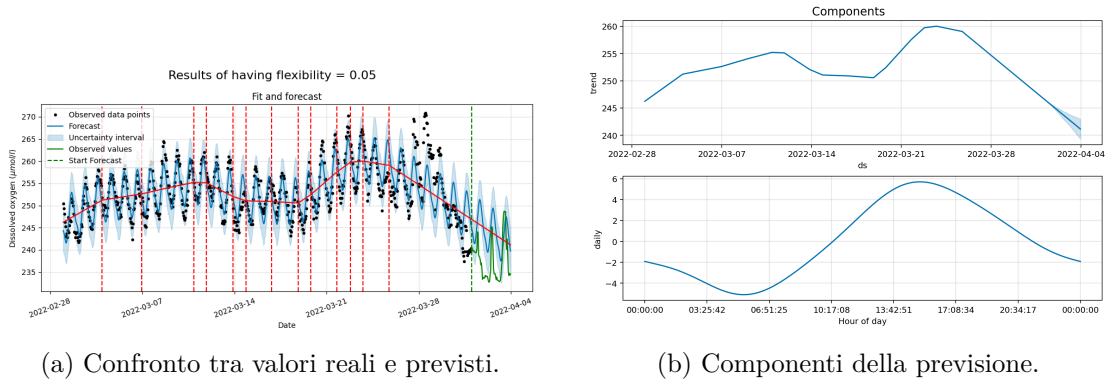 Results of having flexibility = 0.05
Fit and forecast
Observed data points
Forecast
Uncertainty interval
Observed values
Start Forecast
Dissolved oxygen (μmol/l)
270
265
260
255
250
245
240
235
2022-02-28
2022-03-07
2022-03-14
2022-03-21
2022-03-28
2022-04-04
Date
(a) Confronto tra valori reali e previsti.
Components
trend
260
255
250
245
240
2022-02-28
2022-03-07
2022-03-14
2022-03-21
2022-03-28
2022-04-04
ds
daily
6
4
2
0
−2
−4
00:00:00
03:25:42
06:51:25
10:17:08
13:42:51
17:08:34
20:34:17
00:00:00
Hour of day
(b) Componenti della previsione.